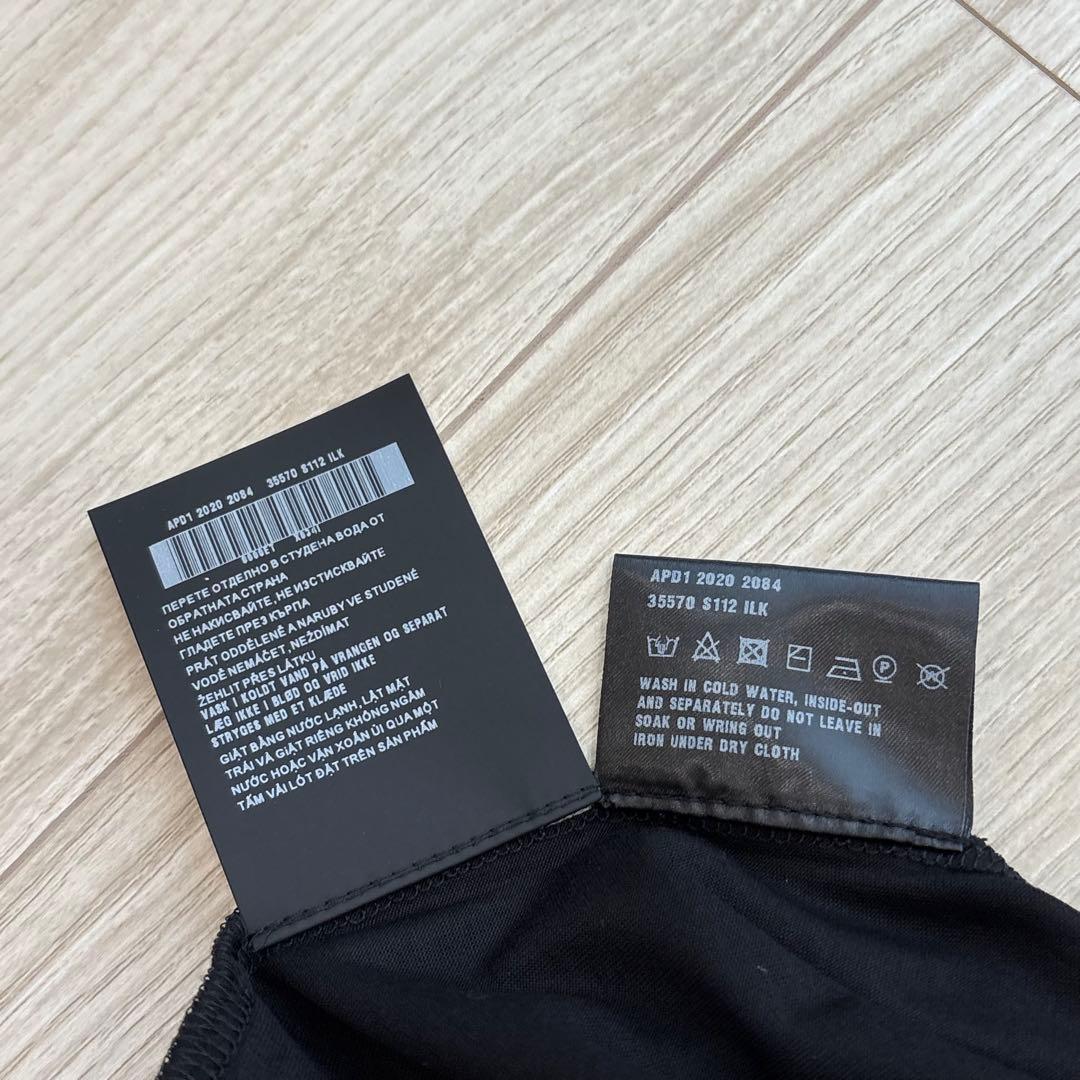 APD1 2020 2084 35570 S112 ILK
ПЕРЕТЕ ОТДЕЛНО В СТУДЕНА ВОДА ОТ
ОБРАТНАТА СТРАНА
НЕ НАКИСВАЙТЕ, НЕ ИЗСТИСКВАЙТЕ
ГЛАДЕТЕ ПРЕЗ КЪРПА
PRÁT ODDĚLENĚ A NARUBY VE STUDENÉ
VODĚ NEMÁČET, NEŽDÍMAT
ŽEHLIT PŘES LÁTKU
VASK I KOLDT VAND PÅ VRANGEN OG SEPARAT
LÆG IKKE I BLØD OG VRID IKKE
STRYGES MED ET KLÆDE
GIẶT BẰNG NƯỚC LẠNH, LẬT MẶT
TRÁI VÀ GIẶT RIÊNG KHÔNG NGÂM
NƯỚC HOẶC VẮN XOẮN ỦI QUA MỘT
TẤM VẢI LÓT ĐẶT TRÊN SẢN PHẨM
APD1 2020 2084
35570 S112 ILK
WASH IN COLD WATER, INSIDE-OUT
AND SEPARATELY DO NOT LEAVE IN
SOAK OR WRING OUT
IRON UNDER DRY CLOTH